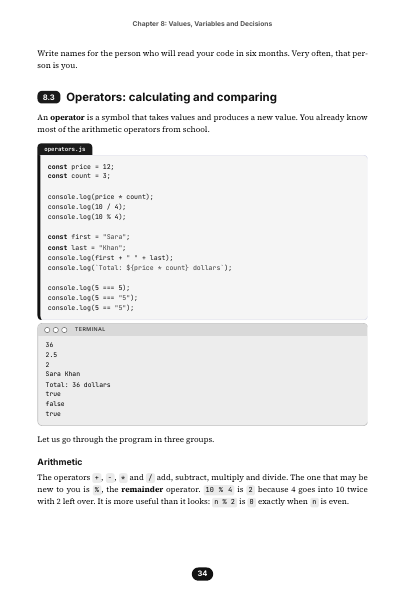 Chapter 8: Values, Variables and Decisions
Write names for the person who will read your code in six months. Very often, that per-
son is you.
8.3 Operators: calculating and comparing
An operator is a symbol that takes values and produces a new value. You already know
most of the arithmetic operators from school.
operators.js
const price = 12;
const count = 3;
console.log(price * count);
console.log(10 / 4);
console.log(10 % 4);
const first = "Sara";
const last = "Khan";
console.log(first + " " + last);
console.log(`Total: ${price * count} dollars`);
console.log(5 === 5);
console.log(5 === "5");
console.log(5 == "5");
TERMINAL
36
2.5
2
Sara Khan
Total: 36 dollars
true
false
true
Let us go through the program in three groups.
Arithmetic
The operators +, -, * and / add, subtract, multiply and divide. The one that may be
new to you is %, the remainder operator. 10 % 4 is 2 because 4 goes into 10 twice
with 2 left over. It is more useful than it looks: n % 2 is 0 exactly when n is even.
34